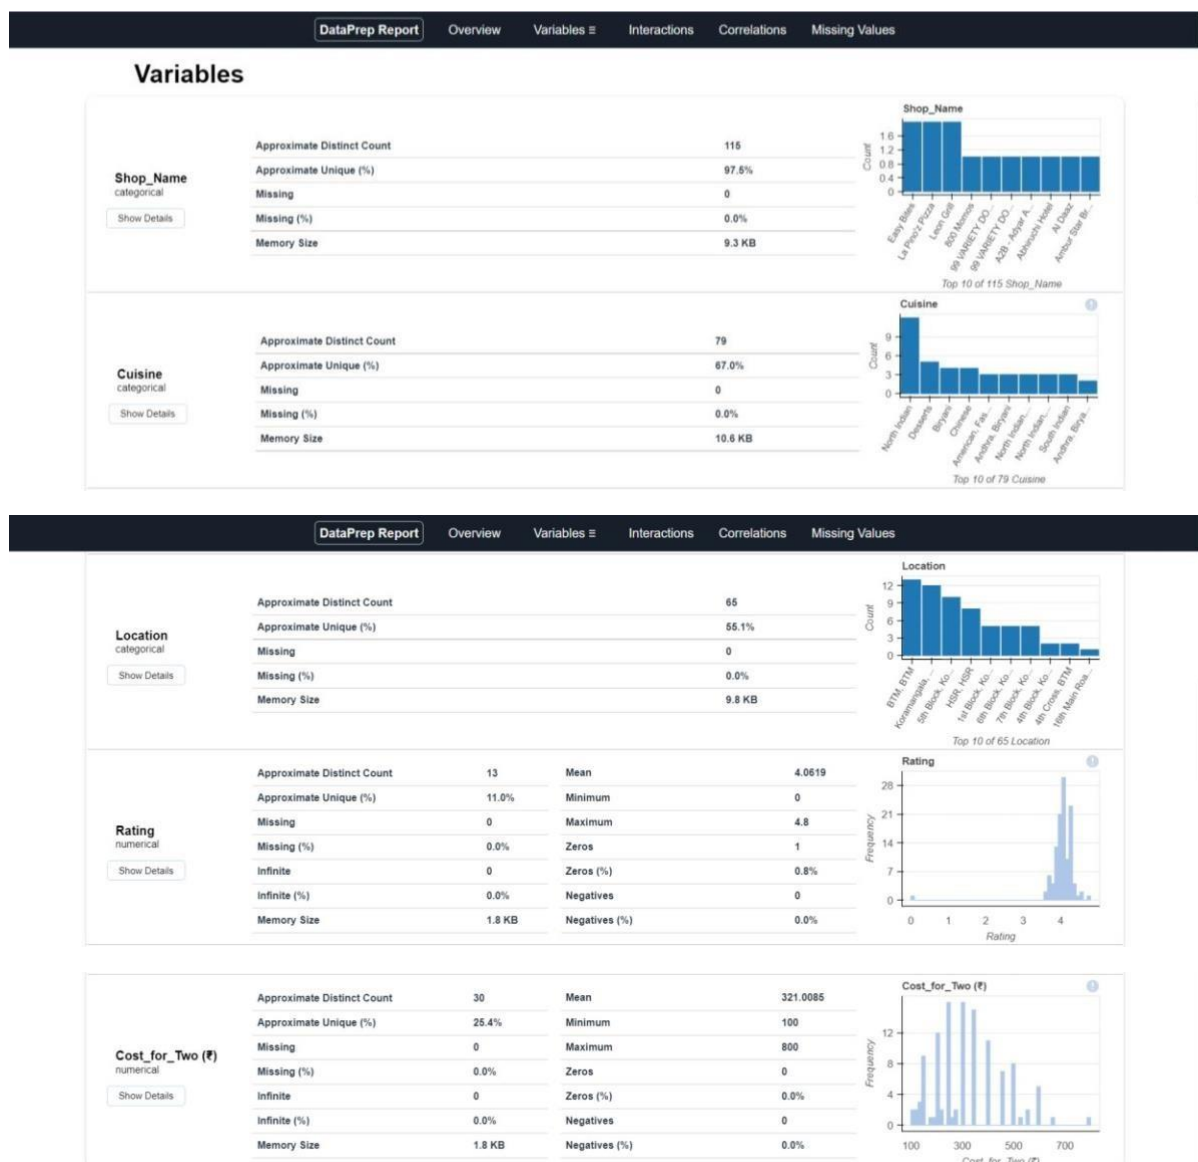 DataPrep Report Overview Variables ≡ Interactions Correlations Missing Values
Variables
Shop_Name
categorical
Show Details
Approximate Distinct Count 115
Approximate Unique (%) 97.5%
Missing 0
Missing (%) 0.0%
Memory Size 9.3 KB
Shop_Name
Count
1.6
1.2
0.8
0.4
0
Easy Bites
La Pino'z Pizza
Leon Grill
800 Momos
99 VARIETY DO...
99 VARIETY DO...
A2B - Adyar A...
Abhiruchi Hotel
Al Daaz
Ambur Star Br...
Top 10 of 115 Shop_Name
Cuisine
categorical
Show Details
Approximate Distinct Count 79
Approximate Unique (%) 67.0%
Missing 0
Missing (%) 0.0%
Memory Size 10.6 KB
Cuisine
Count
9
6
3
0
North Indian
Desserts
Biryani
Chinese
American, Fas...
Andhra, Biryani
North Indian,...
North Indian,...
South Indian
Andhra, Birya...
Top 10 of 79 Cuisine
DataPrep Report Overview Variables ≡ Interactions Correlations Missing Values
Location
categorical
Show Details
Approximate Distinct Count 65
Approximate Unique (%) 55.1%
Missing 0
Missing (%) 0.0%
Memory Size 9.8 KB
Location
Count
12
9
6
3
0
BTM, BTM
Koramangala, ...
5th Block, Ko...
HSR, HSR
1st Block, Ko...
6th Block, Ko...
7th Block, Ko...
4th Block, Ko...
4th Cross, BTM
16th Main Roa...
Top 10 of 65 Location
Rating
numerical
Show Details
Approximate Distinct Count 13 Mean 4.0619
Approximate Unique (%) 11.0% Minimum 0
Missing 0 Maximum 4.8
Missing (%) 0.0% Zeros 1
Infinite 0 Zeros (%) 0.8%
Infinite (%) 0.0% Negatives 0
Memory Size 1.8 KB Negatives (%) 0.0%
Rating
Frequency
28
21
14
7
0
0 1 2 3 4
Rating
Cost_for_Two (₹)
numerical
Show Details
Approximate Distinct Count 30 Mean 321.0085
Approximate Unique (%) 25.4% Minimum 100
Missing 0 Maximum 800
Missing (%) 0.0% Zeros 0
Infinite 0 Zeros (%) 0.0%
Infinite (%) 0.0% Negatives 0
Memory Size 1.8 KB Negatives (%) 0.0%
Cost_for_Two (₹)
Frequency
12
8
4
0
100 300 500 700
Cost_for_Two (₹)